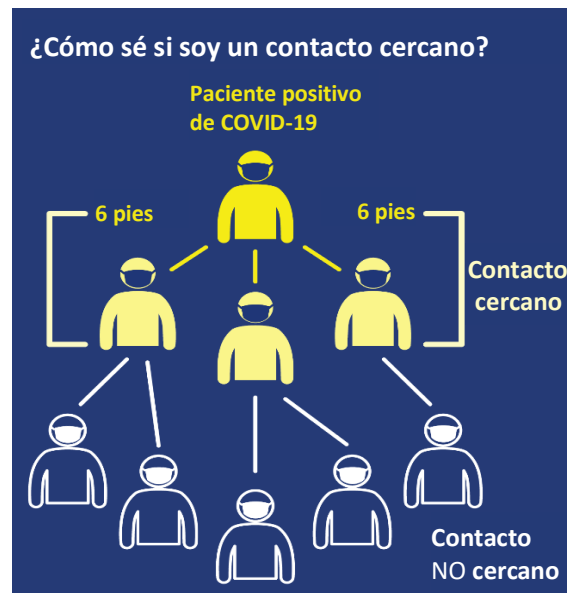 ¿Cómo sé si soy un contacto cercano?
Paciente positivo
de COVID-19
6 pies
6 pies
Contacto
cercano
Contacto
NO cercano